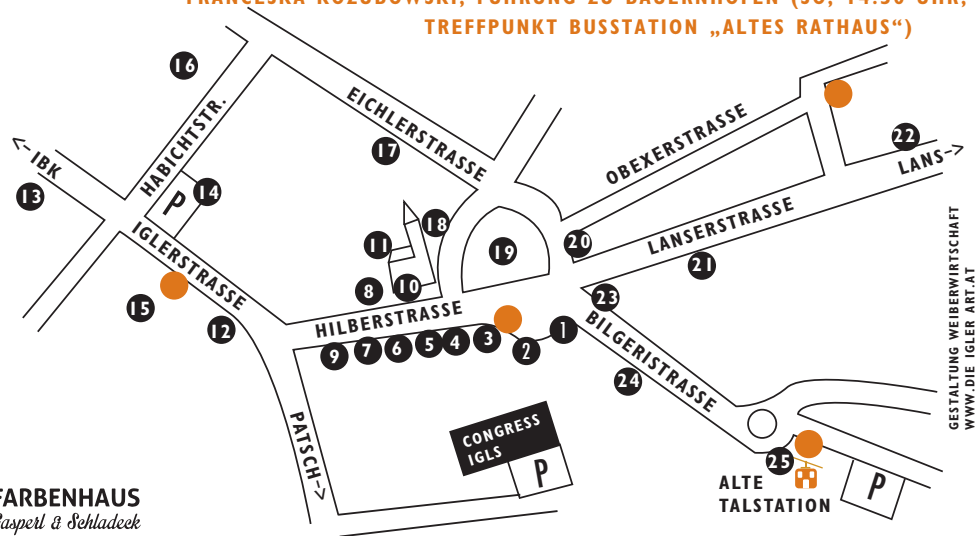 TREFFPUNKT BUSSTATION „ALTES RATHAUS“)
16
EICHLERSTRASSE
HABICHTSTR.
17
OBEXERSTRASSE
22
LANS->
<-IBK
13
14
P
IGLERSTRASSE
18
11
19
20
LANSERSTRASSE
21
15
12
8
10
HILBERSTRASSE
9
7
6
5
4
3
2
1
23
BILGERISTRASSE
24
PATSCH->
CONGRESS
IGLS
P
25
ALTE
TALSTATION
P
FARBENHAUS
Gasperl & Schladeck
GESTALTUNG WEIBERWIRTSCHAFT
WWW.DIE IGLER ART.AT